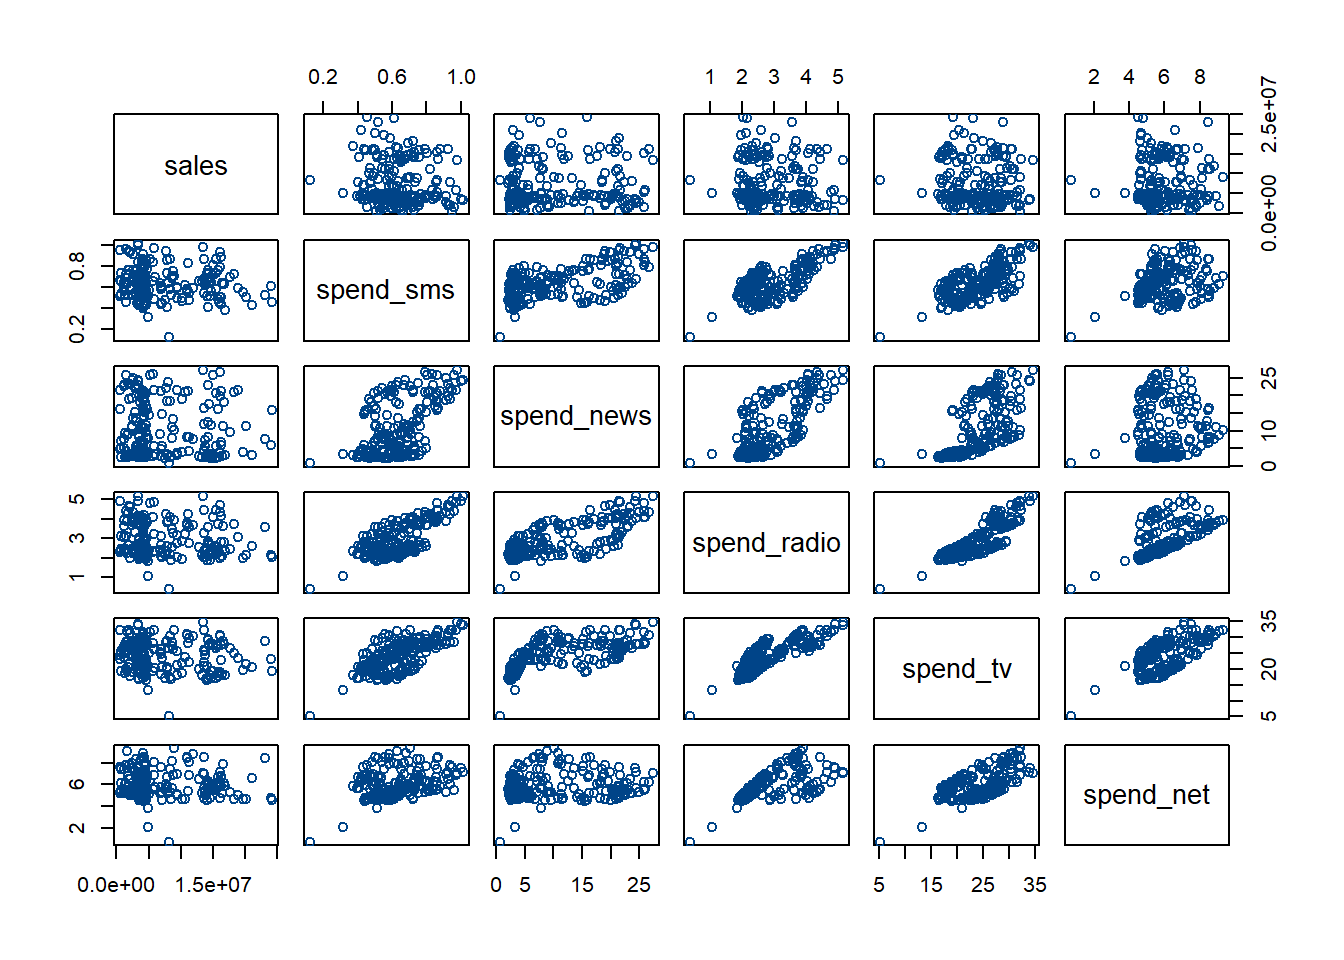 0.2 0.6 1.0
1 2 3 4 5
2 4 6 8
sales
0.0e+00 2.5e+07
0.2 0.8
spend_sms
spend_news
0 10 25
1 3 5
spend_radio
spend_tv
5 20 35
2 6
spend_net
0.0e+00 1.5e+07
0 5 15 25
5 15 25 35